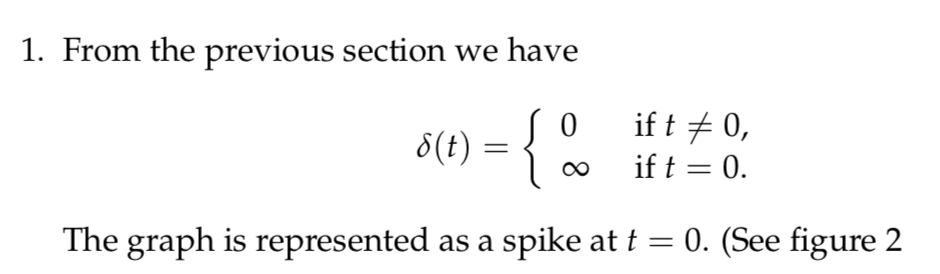 1. From the previous section we have
δ(t) = { 0 if t ≠ 0,
∞ if t = 0.
The graph is represented as a spike at t = 0. (See figure 2